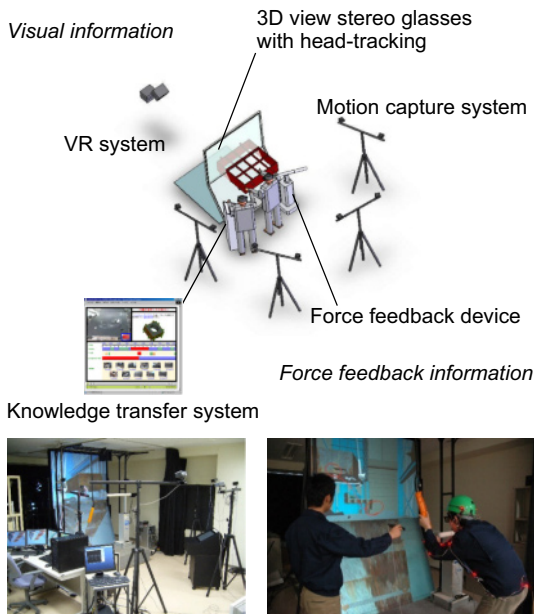 Visual information
3D view stereo glasses
with head-tracking
Motion capture system
VR system
Force feedback device
Force feedback information
Knowledge transfer system